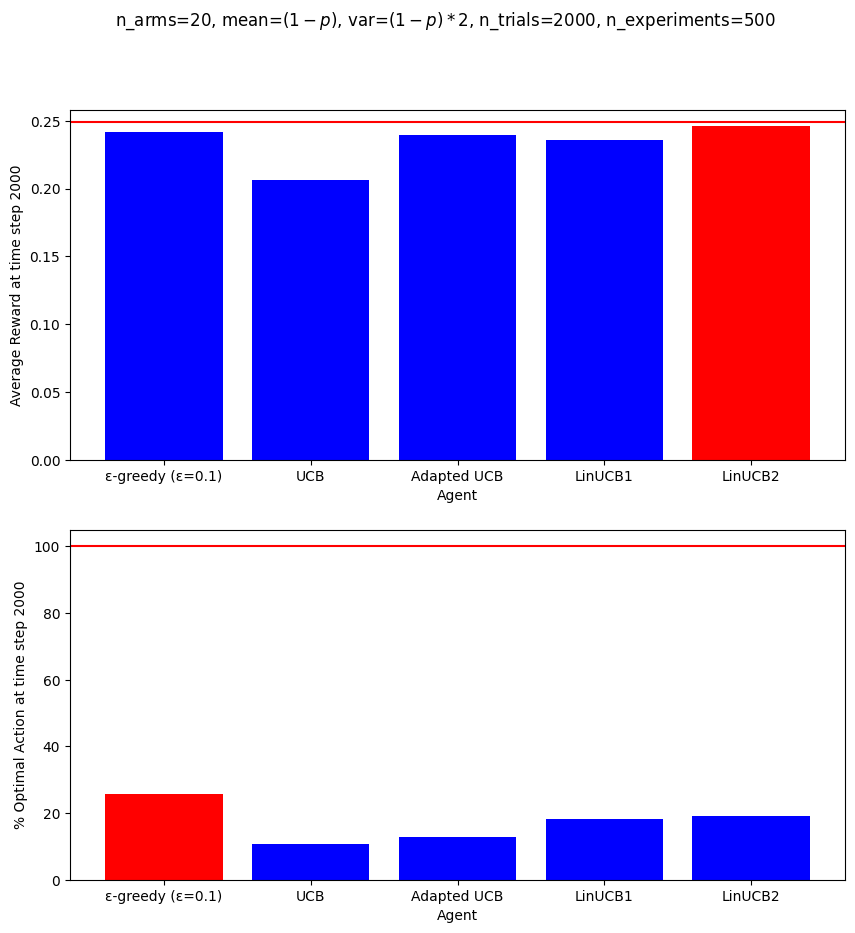 n_arms=20, mean=(1 − p), var=(1 − p) * 2, n_trials=2000, n_experiments=500
Average Reward at time step 2000
0.25
0.20
0.15
0.10
0.05
0.00
ε-greedy (ε=0.1) UCB Adapted UCB LinUCB1 LinUCB2
Agent
% Optimal Action at time step 2000
100
80
60
40
20
0
ε-greedy (ε=0.1) UCB Adapted UCB LinUCB1 LinUCB2
Agent